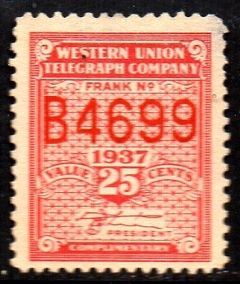 WESTERN UNION
TELEGRAPH COMPANY
FRANK Nº
B4699
1937
VALUE 25 CENTS
PRESIDENT
COMPLIMENTARY